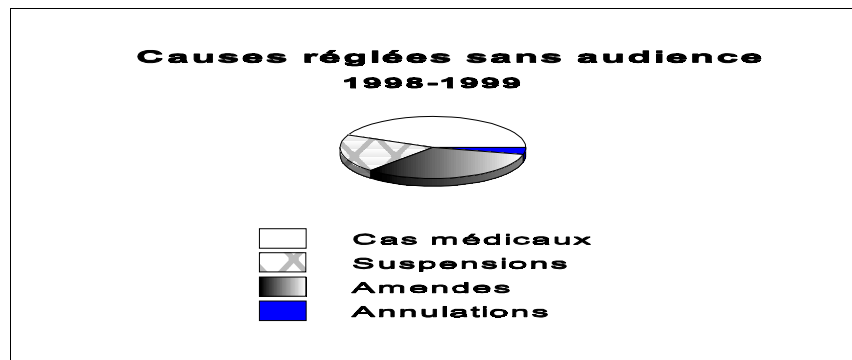 Causes réglées sans audience
1998-1999
Cas médicaux
Suspensions
Amendes
Annulations